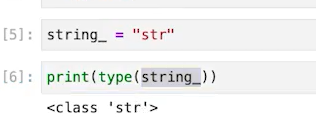 [5]: string_ = "str"
[6]: print(type(string_))
<class 'str'>